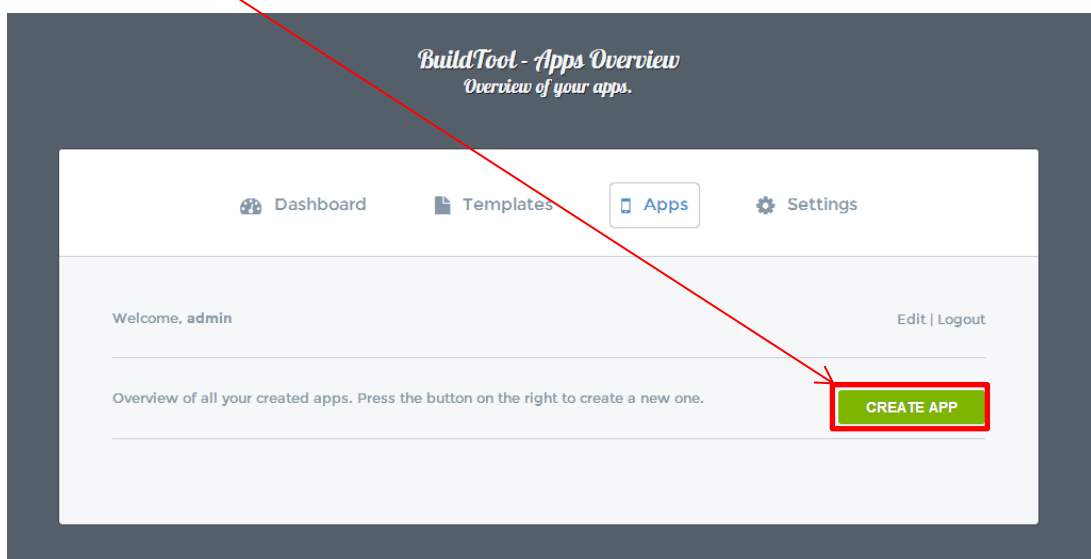 BuildTool - Apps Overview
Overview of your apps.
Dashboard Templates Apps Settings
Welcome, admin Edit | Logout
Overview of all your created apps. Press the button on the right to create a new one. CREATE APP